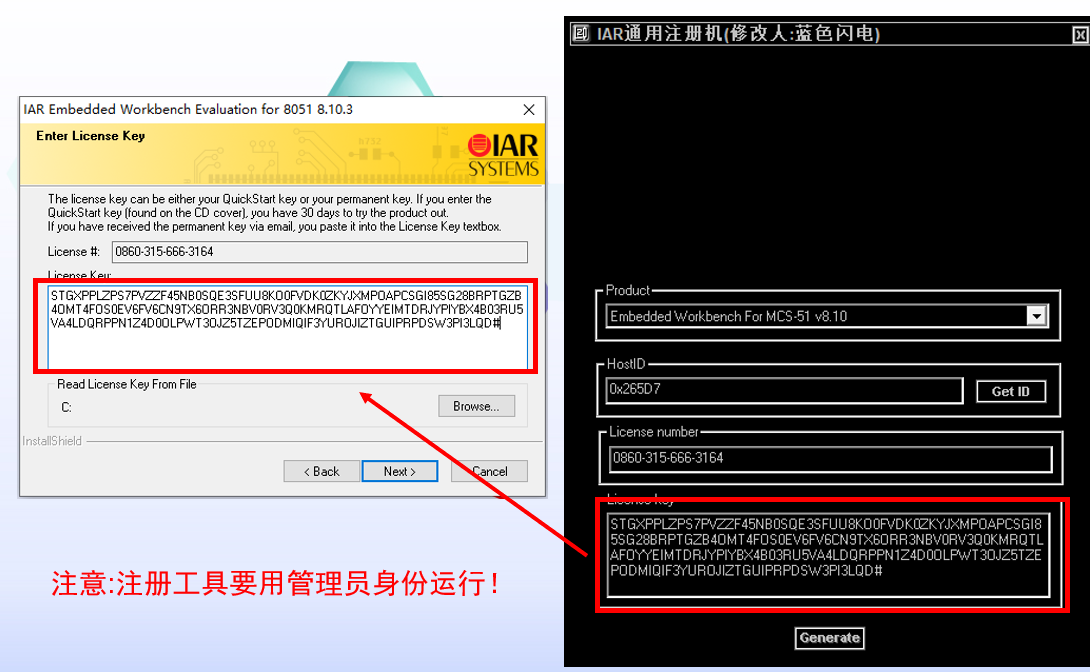 IAR Embedded Workbench Evaluation for 8051 8.10.3
Enter License Key
IAR
SYSTEMS
The license key can be either your QuickStart key or your permanent key. If you enter the
QuickStart key (found on the CD cover), you have 30 days to try the product out.
If you have received the permanent key via email, you paste it into the License Key textbox.
License #: 0860-315-666-3164
License Key:
Read License Key From File
C:
Browse...
InstallShield
< Back
Next >
Cancel
注意:注册工具要用管理员身份运行!
IAR通用注册机(修改人:蓝色闪电)
Product
Embedded Workbench For MCS-51 v8.10
HostID
0x265D7
Get ID
License number
0860-315-666-3164
License key
Generate